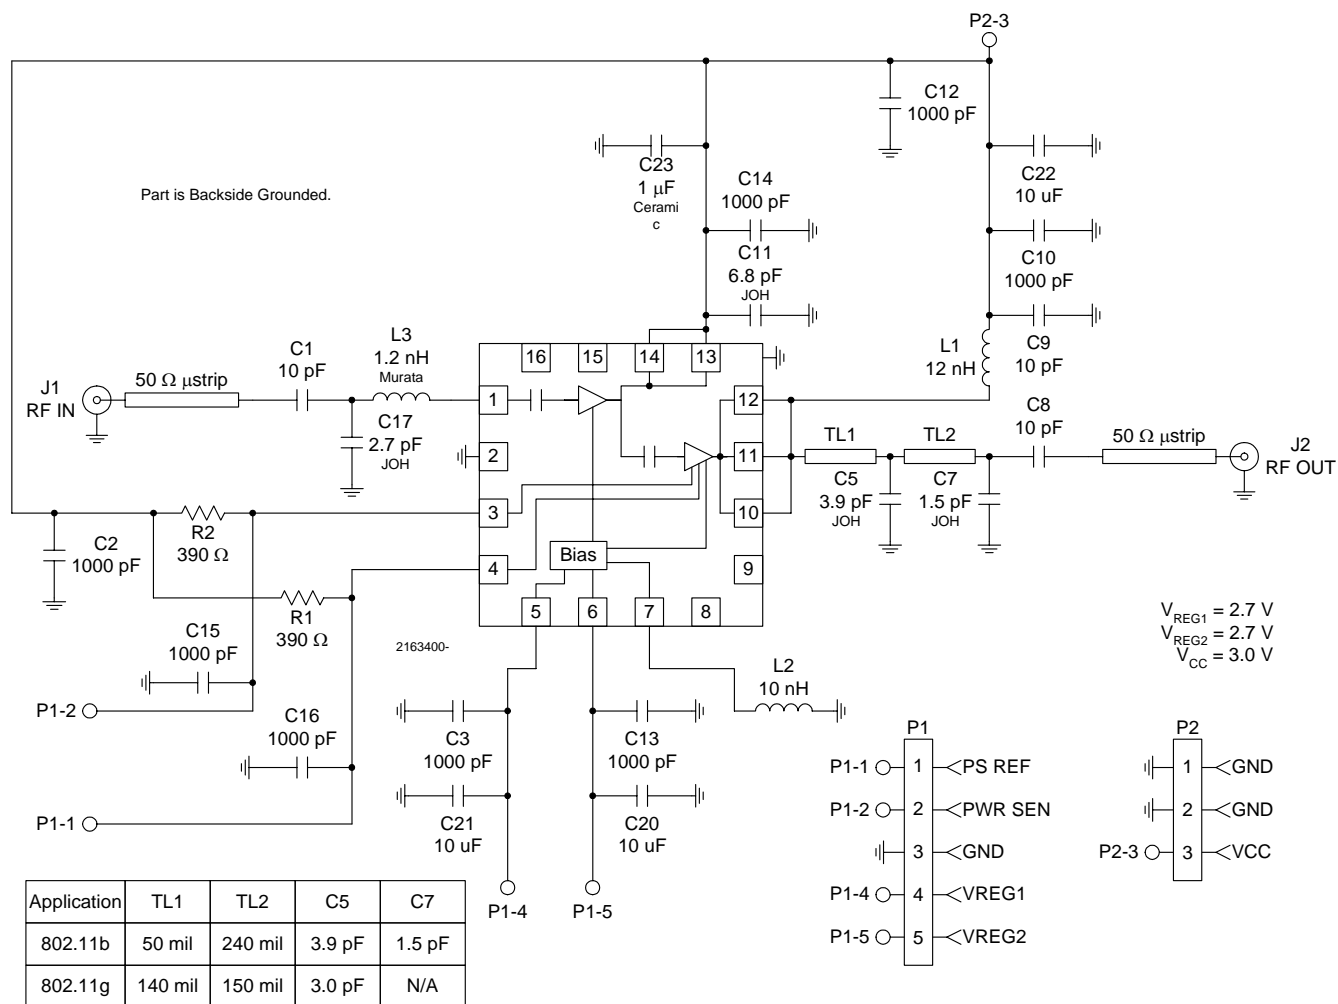 P2-3
C12
1000 pF
C23
1 μF
Cerami
c
C14
1000 pF
C22
10 uF
Part is Backside Grounded.
C11
6.8 pF
JOH
C10
1000 pF
C9
10 pF
L1
12 nH
L3
1.2 nH
Murata
C1
10 pF
J1
RF IN
50 Ω μstrip
C17
2.7 pF
JOH
16
15
14
13
1
2
3
4
12
11
10
9
5
6
7
8
Bias
C8
10 pF
TL1
TL2
50 Ω μstrip
J2
RF OUT
C5
3.9 pF
JOH
C7
1.5 pF
JOH
R2
390 Ω
C2
1000 pF
R1
390 Ω
C15
1000 pF
2163400-
VREG1 = 2.7 V
VREG2 = 2.7 V
VCC = 3.0 V
L2
10 nH
P1-2
C16
1000 pF
C3
1000 pF
C13
1000 pF
P1-1
C21
10 uF
C20
10 uF
P1-4
P1-5
P1
P1-1 1 PS REF
P1-2 2 PWR SEN
3 GND
P1-4 4 VREG1
P1-5 5 VREG2
P2
1 GND
2 GND
P2-3 3 VCC
Application TL1 TL2 C5 C7
802.11b 50 mil 240 mil 3.9 pF 1.5 pF
802.11g 140 mil 150 mil 3.0 pF N/A